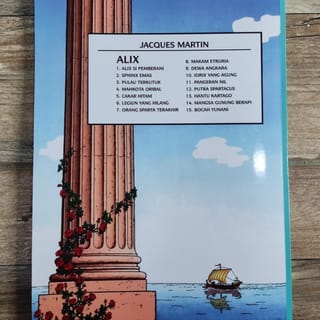 JACQUES MARTIN
ALIX
1. ALIX SI PEMBERANI
2. SPHINX EMAS
3. PULAU TERKUTUK
4. MAHKOTA ORIBAL
5. CAKAR HITAM
6. LEGIUN YANG HILANG
7. ORANG SPARTA TERAKHIR
8. MAKAM ETRURIA
9. DEWA ANGKARA
10. IORIX YANG AGUNG
11. PANGERAN NIL
12. PUTRA SPARTACUS
13. HANTU KARTAGO
14. MANGSA GUNUNG BERAPI
15. BOCAH YUNANI